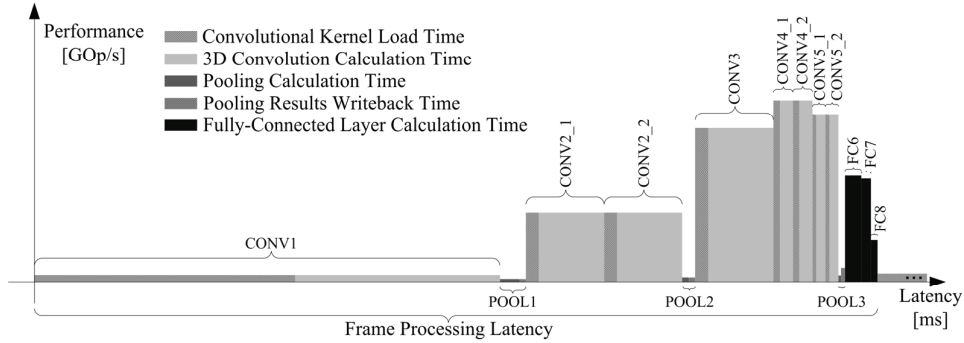 Performance
[GOp/s]
Convolutional Kernel Load Time
3D Convolution Calculation Timc
Pooling Calculation Time
Pooling Results Writeback Time
Fully-Connected Layer Calculation Time
CONV1
POOL1
CONV2_1
CONV2_2
POOL2
CONV3
CONV4_1
CONV4_2
CONV5_1
CONV5_2
POOL3
FC6
FC7
FC8
Latency
[ms]
Frame Processing Latency